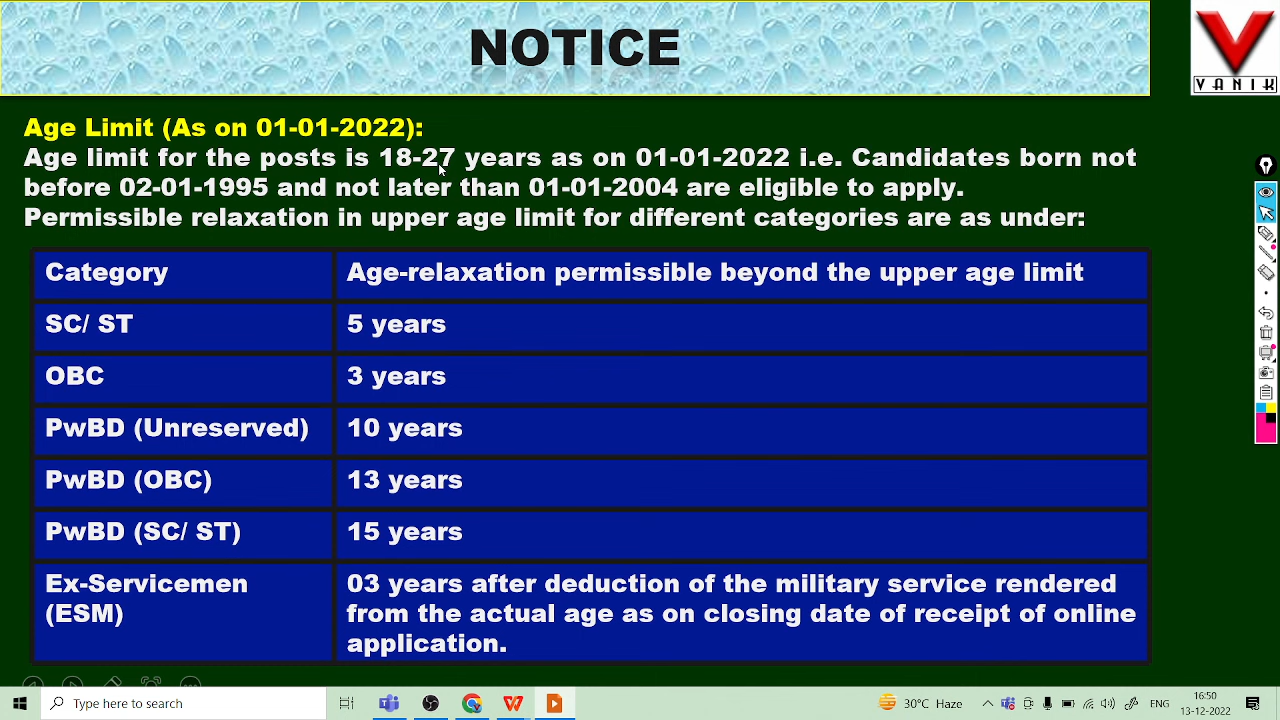 NOTICE
VANIK
Age Limit (As on 01-01-2022):
Age limit for the posts is 18-27 years as on 01-01-2022 i.e. Candidates born not
before 02-01-1995 and not later than 01-01-2004 are eligible to apply.
Permissible relaxation in upper age limit for different categories are as under:
Category Age-relaxation permissible beyond the upper age limit
SC/ ST 5 years
OBC 3 years
PwBD (Unreserved) 10 years
PwBD (OBC) 13 years
PwBD (SC/ ST) 15 years
Ex-Servicemen 03 years after deduction of the military service rendered
(ESM) from the actual age as on closing date of receipt of online
application.
Type here to search
30°C Haze
ENG
16:50
13-12-2022